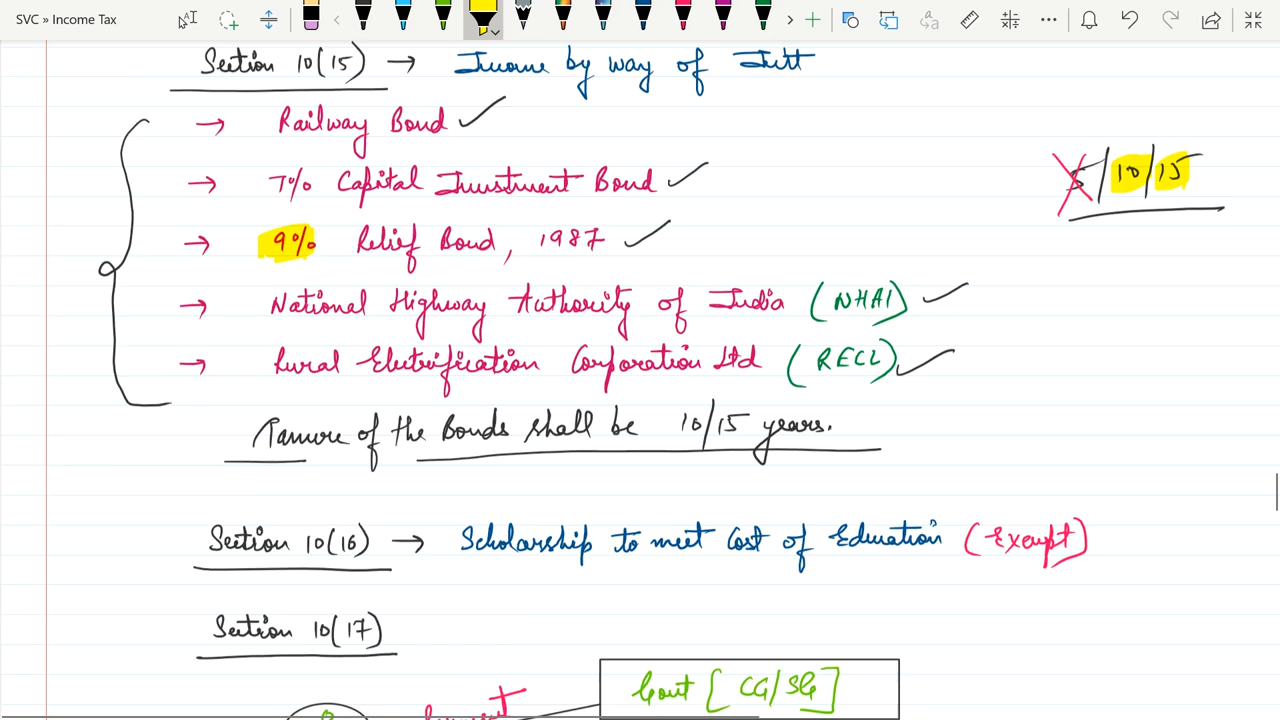 SVC » Income Tax
Section 10(15) → Income by way of Intt
→ Railway Bond ✓
→ 7% Capital Investment Bond ✓
5/10/15
→ 9% Relief Bond, 1987 ✓
→ National Highway Authority of India (NHAI) ✓
→ Rural Electrification Corporation Ltd (RECL) ✓
Tannure of the Bonds shall be 10/15 years.
Section 10(16) → Scholarship to meet Cost of Education (Exempt)
Section 10(17)
Govt [CG/SG]